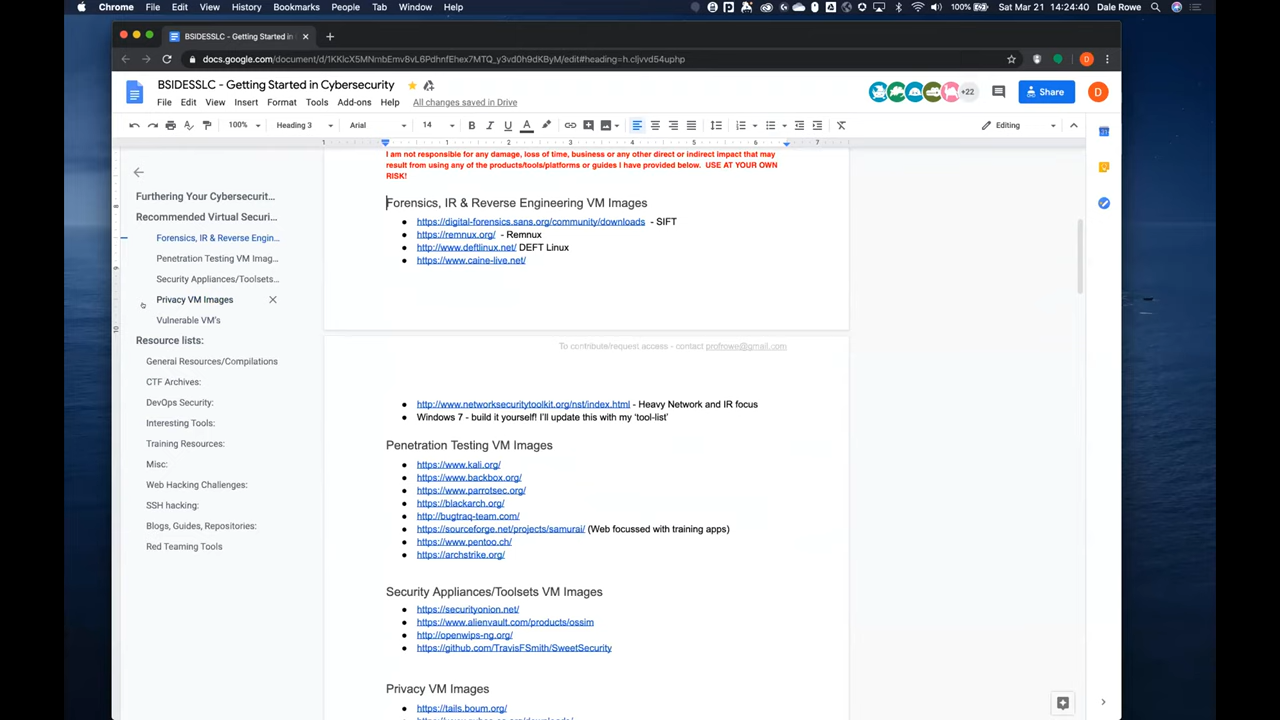 Chrome File Edit View History Bookmarks People Tab Window Help 100% Sat Mar 21 14:24:40 Dale Rowe
BSIDESSLC - Getting Started in
docs.google.com/document/d/1KKlcX5MNmbEmvBvL6PdhnfEhex7MTQ_y3vd0h9dKByM/edit#heading=h.cljvvd54uphp
BSIDESSLC - Getting Started in Cybersecurity
+22
Share
D
File Edit View Insert Format Tools Add-ons Help All changes saved in Drive
100% Heading 3 Arial 14 B I U A Editing
1 1 2 3 4 5 6 7
I am not responsible for any damage, loss of time, business or any other direct or indirect impact that may
result from using any of the products/tools/platforms or guides I have provided below. USE AT YOUR OWN
RISK!
Furthering Your Cybersecurit...
Recommended Virtual Securi...
Forensics, IR & Reverse Engin...
Penetration Testing VM Imag...
Security Appliances/Toolsets...
Privacy VM Images
Vulnerable VM's
Resource lists:
General Resources/Compilations
CTF Archives:
DevOps Security:
Interesting Tools:
Training Resources:
Misc:
Web Hacking Challenges:
SSH hacking:
Blogs, Guides, Repositories:
Red Teaming Tools
Forensics, IR & Reverse Engineering VM Images
https://digital-forensics.sans.org/community/downloads - SIFT
https://remnux.org/ - Remnux
http://www.deftlinux.net/ DEFT Linux
https://www.caine-live.net/
To contribute/request access - contact profrowe@gmail.com
http://www.networksecuritytoolkit.org/nst/index.html - Heavy Network and IR focus
Windows 7 - build it yourself! I'll update this with my 'tool-list'
Penetration Testing VM Images
https://www.kali.org/
https://www.backbox.org/
https://www.parrotsec.org/
https://blackarch.org/
http://bugtraq-team.com/
https://sourceforge.net/projects/samurai/ (Web focussed with training apps)
https://www.pentoo.ch/
https://archstrike.org/
Security Appliances/Toolsets VM Images
https://securityonion.net/
https://www.alienvault.com/products/ossim
http://openwips-ng.org/
https://github.com/TravisFSmith/SweetSecurity
Privacy VM Images
https://tails.boum.org/